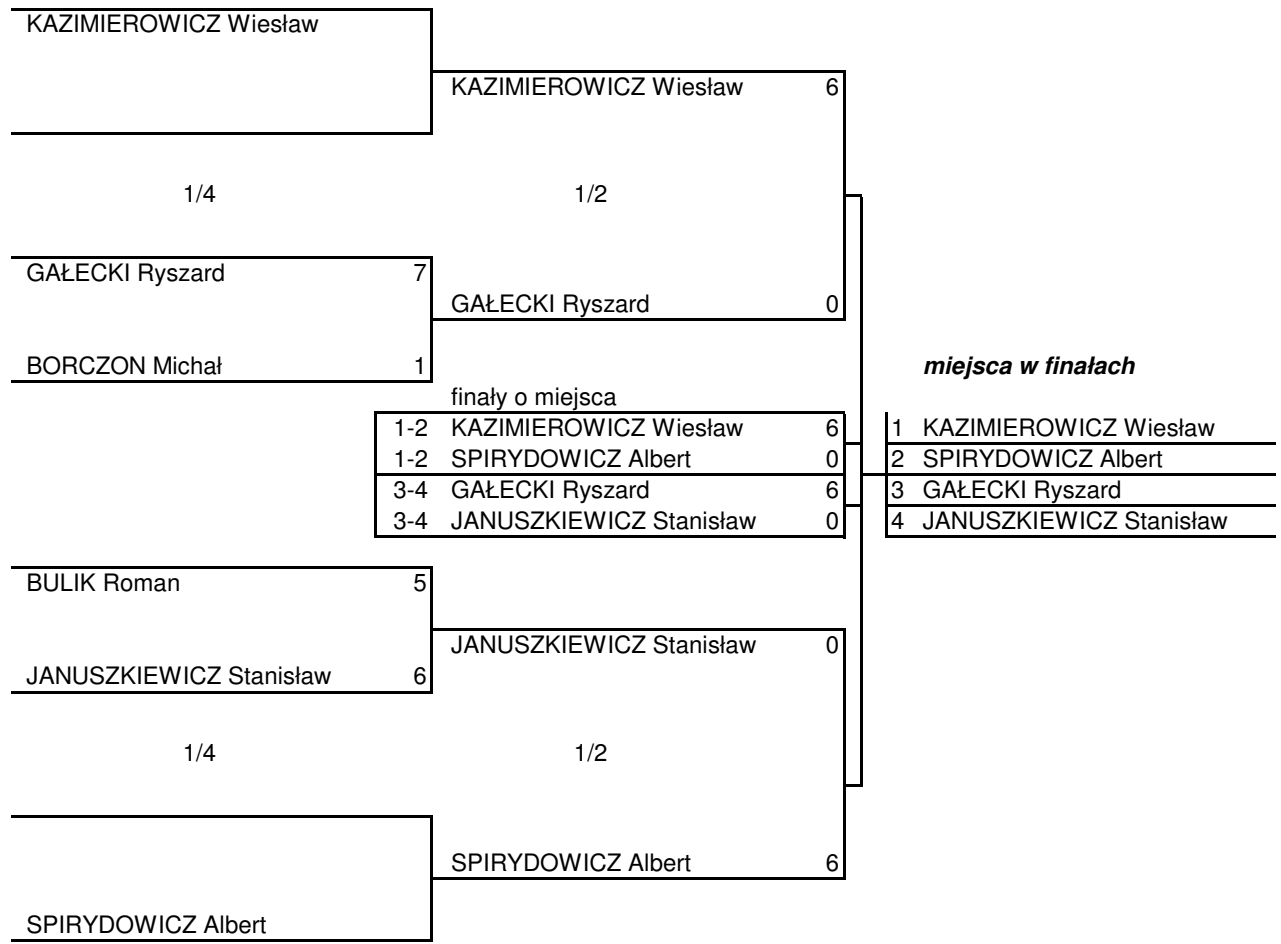 KAZIMIEROWICZ Wiesław
KAZIMIEROWICZ Wiesław 6
1/4 1/2
GAŁECKI Ryszard 7
GAŁECKI Ryszard 0
BORCZON Michał 1 miejsca w finałach
finały o miejsca
1-2 KAZIMIEROWICZ Wiesław 6 1 KAZIMIEROWICZ Wiesław
1-2 SPIRYDOWICZ Albert 0 2 SPIRYDOWICZ Albert
3-4 GAŁECKI Ryszard 6 3 GAŁECKI Ryszard
3-4 JANUSZKIEWICZ Stanisław 0 4 JANUSZKIEWICZ Stanisław
BULIK Roman 5
JANUSZKIEWICZ Stanisław 0
JANUSZKIEWICZ Stanisław 6
1/4 1/2
SPIRYDOWICZ Albert 6
SPIRYDOWICZ Albert